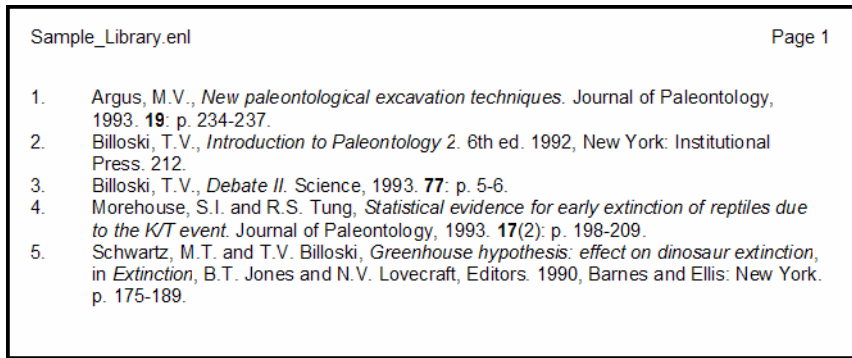 Sample_Library.enl Page 1
1. Argus, M.V., New paleontological excavation techniques. Journal of Paleontology,
1993. 19: p. 234-237.
2. Billoski, T.V., Introduction to Paleontology 2. 6th ed. 1992, New York: Institutional
Press. 212.
3. Billoski, T.V., Debate II. Science, 1993. 77: p. 5-6.
4. Morehouse, S.I. and R.S. Tung, Statistical evidence for early extinction of reptiles due
to the K/T event. Journal of Paleontology, 1993. 17(2): p. 198-209.
5. Schwartz, M.T. and T.V. Billoski, Greenhouse hypothesis: effect on dinosaur extinction,
in Extinction, B.T. Jones and N.V. Lovecraft, Editors. 1990, Barnes and Ellis: New York.
p. 175-189.